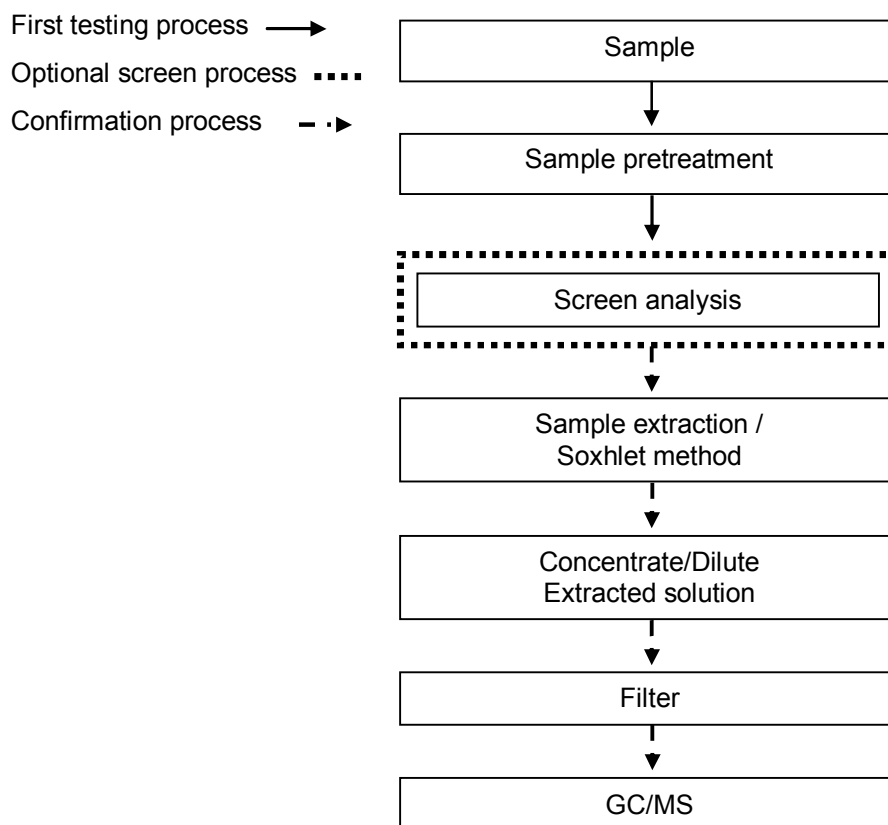 First testing process
Optional screen process
Confirmation process
Sample
Sample pretreatment
Screen analysis
Sample extraction /
Soxhlet method
Concentrate/Dilute
Extracted solution
Filter
GC/MS